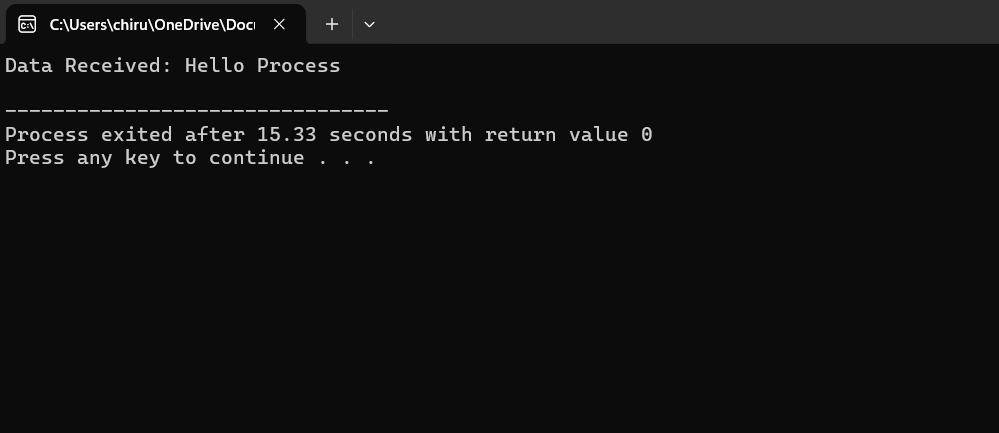 C:\Users\chiru\OneDrive\Doc
Data Received: Hello Process
--------------------------------
Process exited after 15.33 seconds with return value 0
Press any key to continue . . .